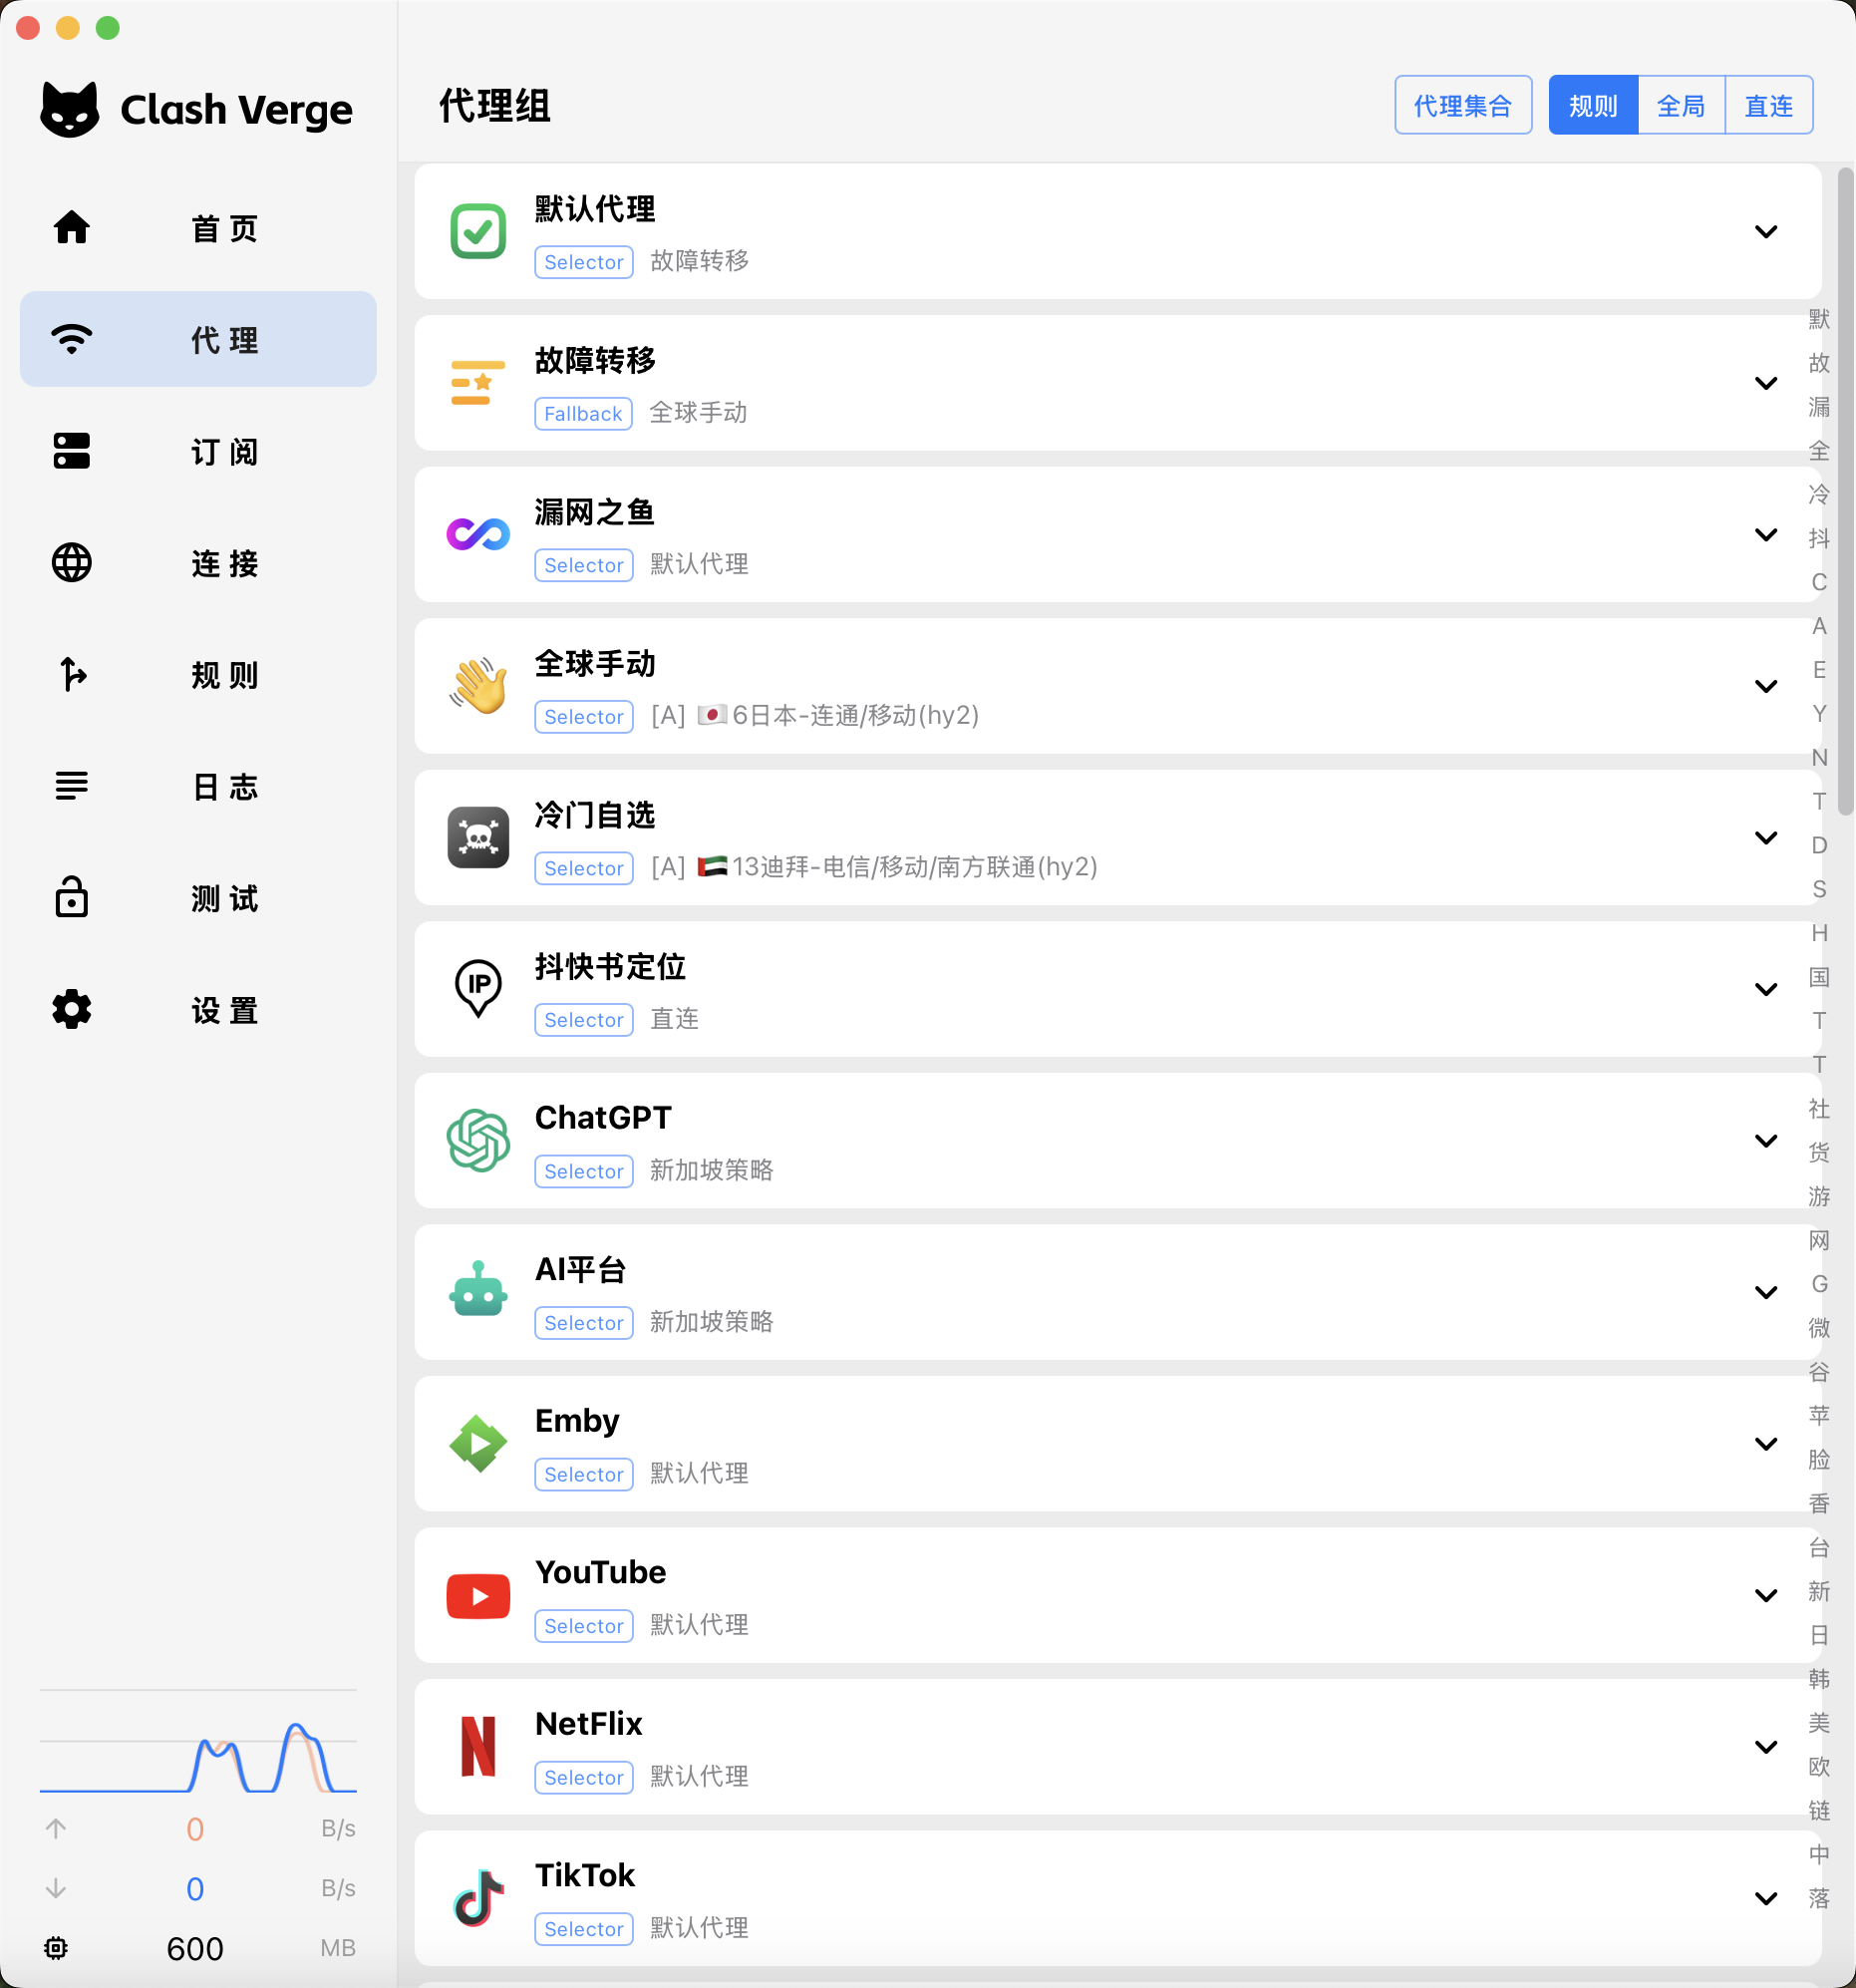 Clash Verge
首页
代理
订阅
连接
规则
日志
测试
设置
0 B/s
0 B/s
600 MB
代理组
代理集合 规则 全局 直连
默认代理
Selector 故障转移
故障转移
Fallback 全球手动
漏网之鱼
Selector 默认代理
全球手动
Selector [A] 🇯🇵6日本-连通/移动(hy2)
冷门自选
Selector [A] 🇦🇪13迪拜-电信/移动/南方联通(hy2)
抖快书定位
IP
Selector 直连
ChatGPT
Selector 新加坡策略
AI平台
Selector 新加坡策略
Emby
Selector 默认代理
YouTube
Selector 默认代理
NetFlix
Selector 默认代理
TikTok
Selector 默认代理
默
故
漏
全
冷
抖
C
A
E
Y
N
T
D
S
H
国
T
T
社
货
游
网
G
微
谷
苹
脸
香
台
新
日
韩
美
欧
链
中
落